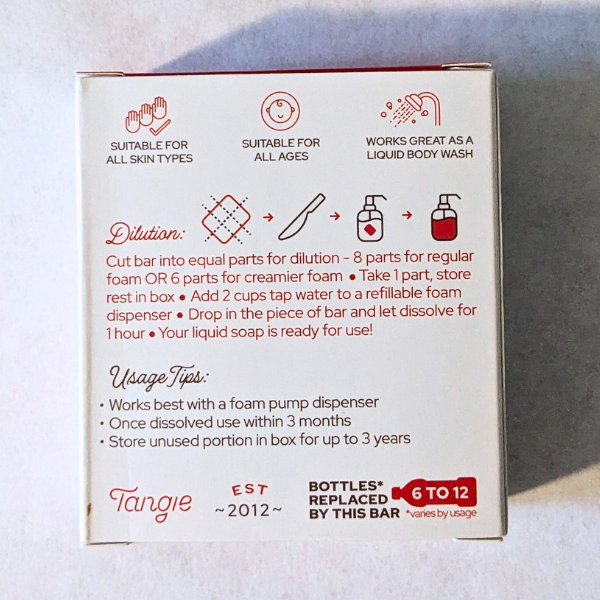 SUITABLE FOR
ALL SKIN TYPES
SUITABLE FOR
ALL AGES
WORKS GREAT AS A
LIQUID BODY WASH
Dilution:
Cut bar into equal parts for dilution - 8 parts for regular
foam OR 6 parts for creamier foam • Take 1 part, store
rest in box • Add 2 cups tap water to a refillable foam
dispenser • Drop in the piece of bar and let dissolve for
1 hour • Your liquid soap is ready for use!
Usage Tips:
• Works best with a foam pump dispenser
• Once dissolved use within 3 months
• Store unused portion in box for up to 3 years
Tangie
EST
~2012~
BOTTLES*
REPLACED
BY THIS BAR
6 TO 12
*varies by usage